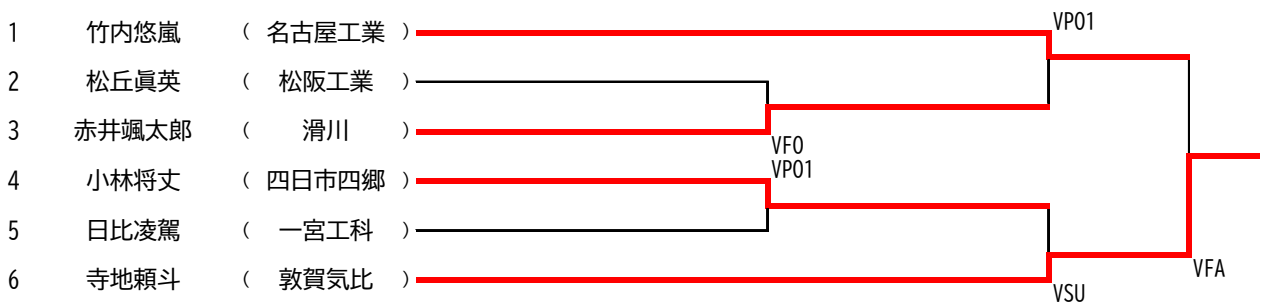 1 竹内悠嵐 ( 名古屋工業 ) VPO1
2 松丘眞英 ( 松阪工業 )
3 赤井颯太郎 ( 滑川 ) VFO
4 小林将丈 ( 四日市四郷 ) VPO1
5 日比凌駕 ( 一宮工科 )
6 寺地頼斗 ( 敦賀気比 ) VSU VFA